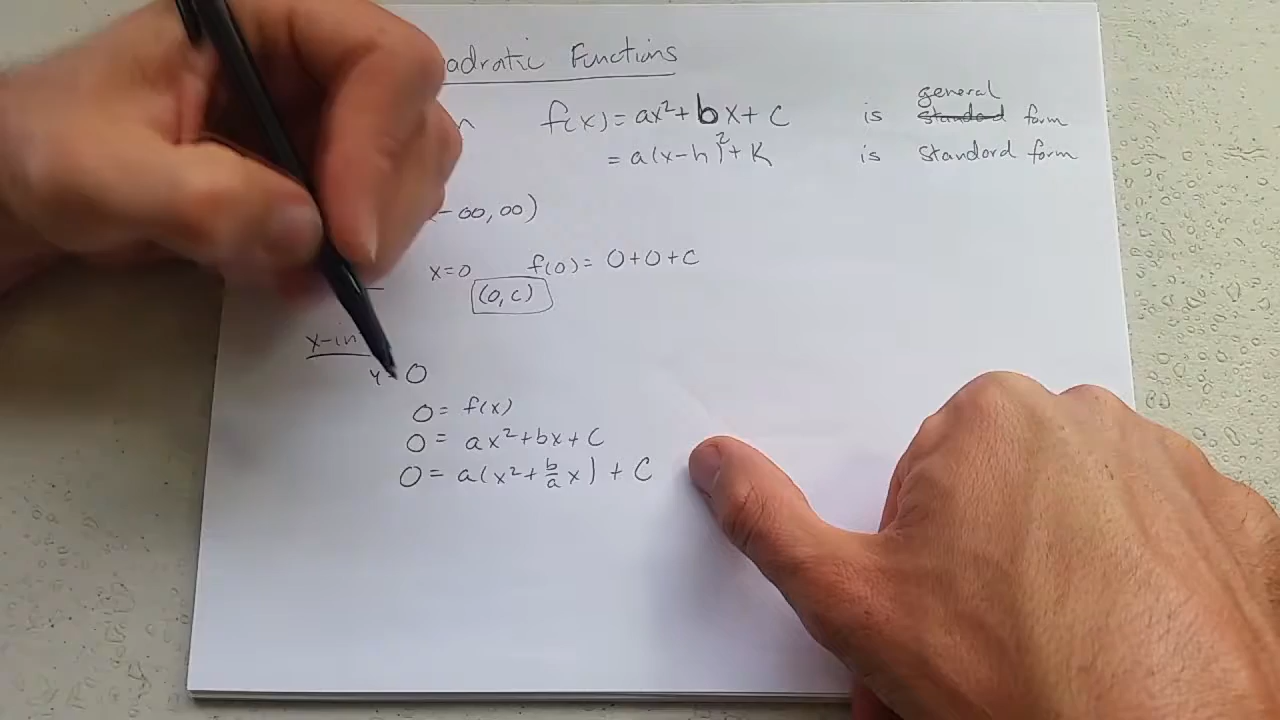 adratic Functions
f(x) = ax² + bx + c is general standard form
= a(x-h)² + k is standard form
(-∞, ∞)
x=0 f(0) = 0+0+c
(0, c)
x-in
y=0
0 = f(x)
0 = ax² + bx + c
0 = a(x² + b/a x) + c